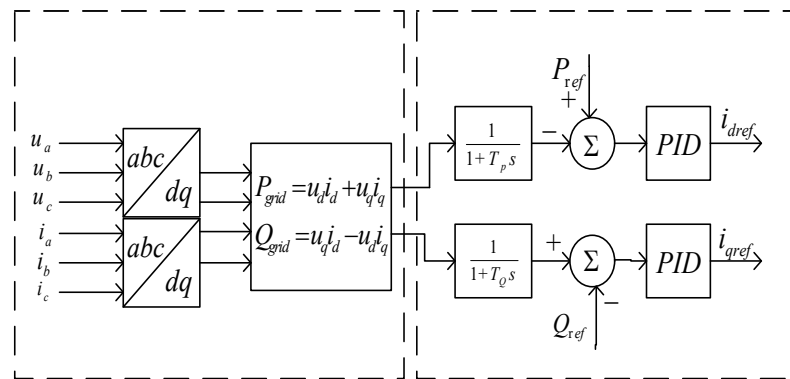 u_a
u_b
u_c
i_a
i_b
i_c
abc
dq
abc
dq
P_grid=u_d i_d+u_q i_q
Q_grid=u_q i_d−u_d i_q
1
1+T_p s
1
1+T_Q s
P_ref
+
−
Σ
PID
i_dref
+
Σ
−
Q_ref
PID
i_qref